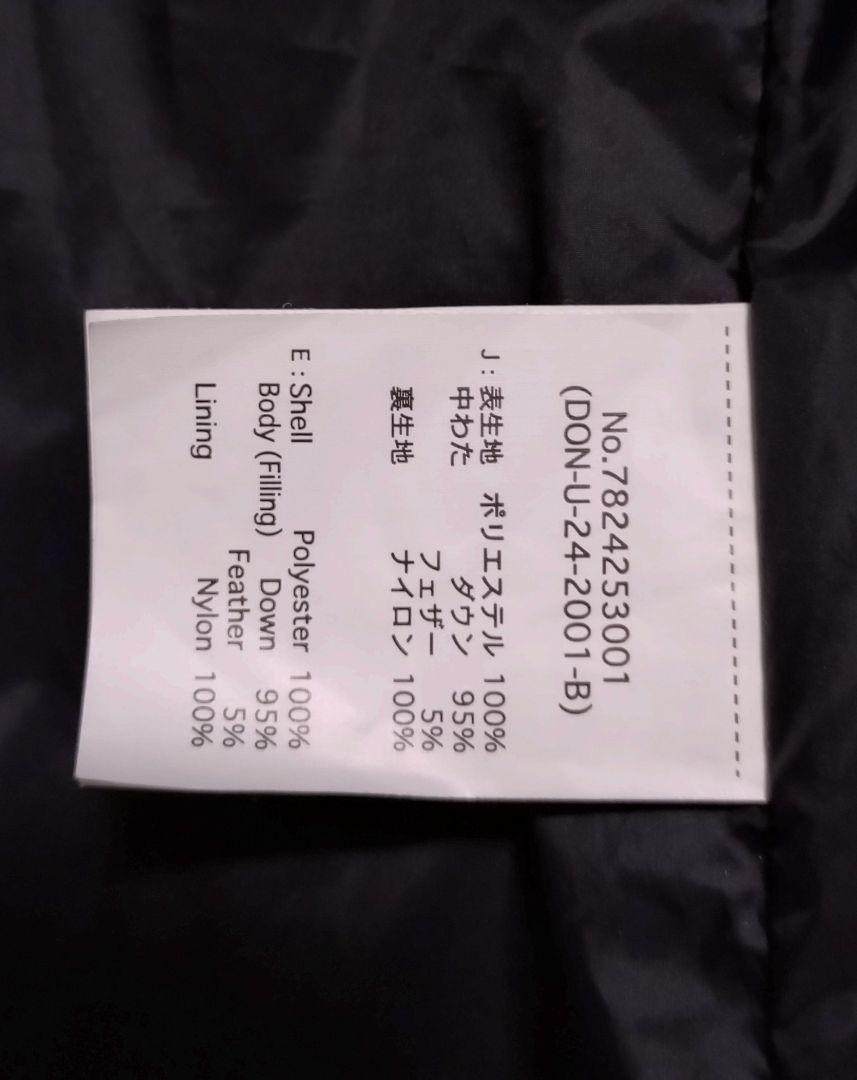 No.7824253001
(DON-U-24-2001-B)
J : 表生地 ポリエステル 100%
中わた ダウン 95%
フェザー 5%
裏生地 ナイロン 100%
E : Shell Polyester 100%
Body (Filling) Down 95%
Feather 5%
Lining Nylon 100%